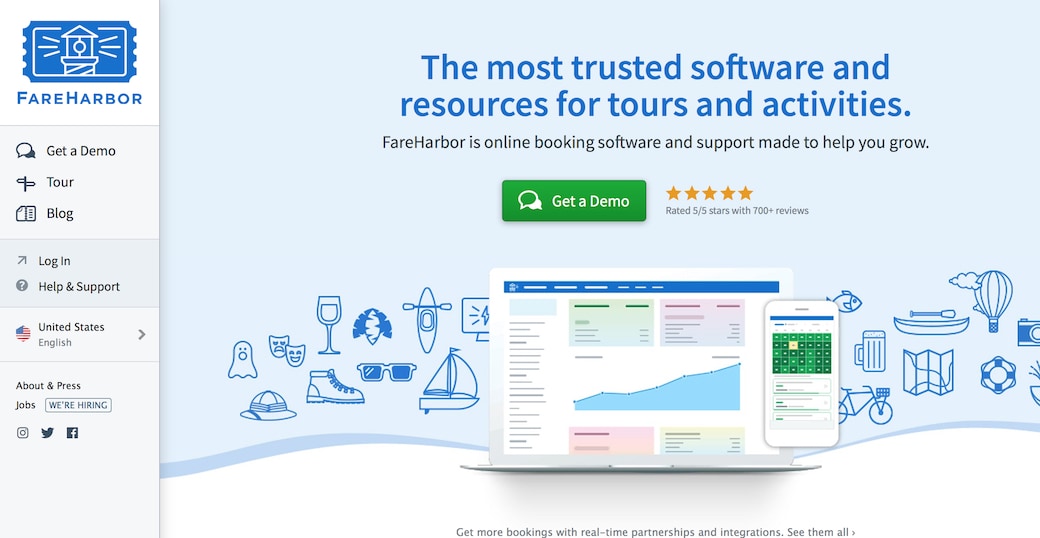 FAREHARBOR
Get a Demo
Tour
Blog
Log In
Help & Support
United States
English
About & Press
Jobs WE'RE HIRING
The most trusted software and
resources for tours and activities.
FareHarbor is online booking software and support made to help you grow.
Get a Demo
Rated 5/5 stars with 700+ reviews
Get more bookings with real-time partnerships and integrations. See them all ›